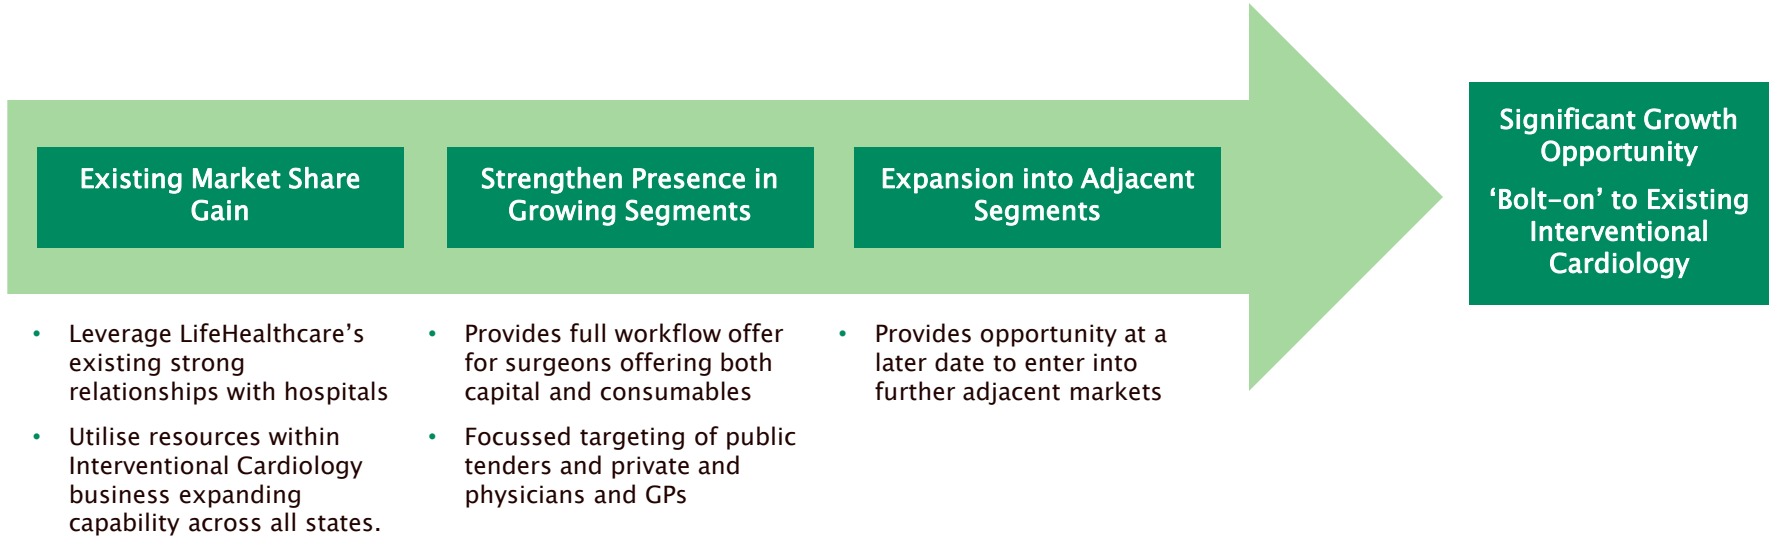 Existing Market Share
Gain
Strengthen Presence in
Growing Segments
Expansion into Adjacent
Segments
Significant Growth
Opportunity
‘Bolt-on’ to Existing
Interventional
Cardiology
• Leverage LifeHealthcare’s
existing strong
relationships with hospitals
• Utilise resources within
Interventional Cardiology
business expanding
capability across all states.
• Provides full workflow offer
for surgeons offering both
capital and consumables
• Focussed targeting of public
tenders and private and
physicians and GPs
• Provides opportunity at a
later date to enter into
further adjacent markets